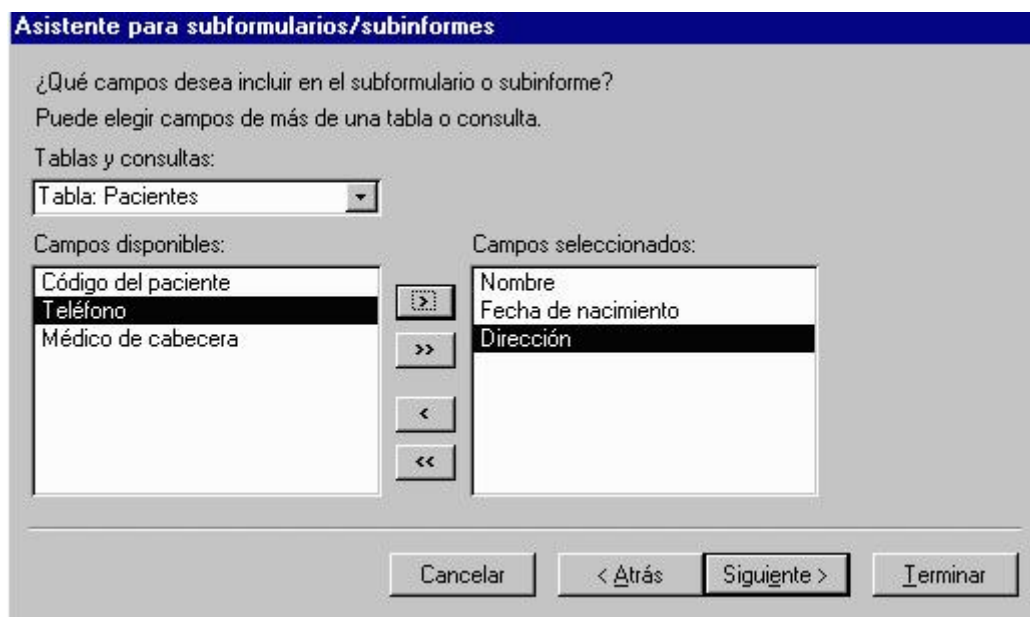 Asistente para subformularios/subinformes
¿Qué campos desea incluir en el subformulario o subinforme?
Puede elegir campos de más de una tabla o consulta.
Tablas y consultas:
Tabla: Pacientes
Campos disponibles:
Código del paciente
Teléfono
Médico de cabecera
>
>>
<
<<
Campos seleccionados:
Nombre
Fecha de nacimiento
Dirección
Cancelar
< Atrás
Siguiente >
Terminar